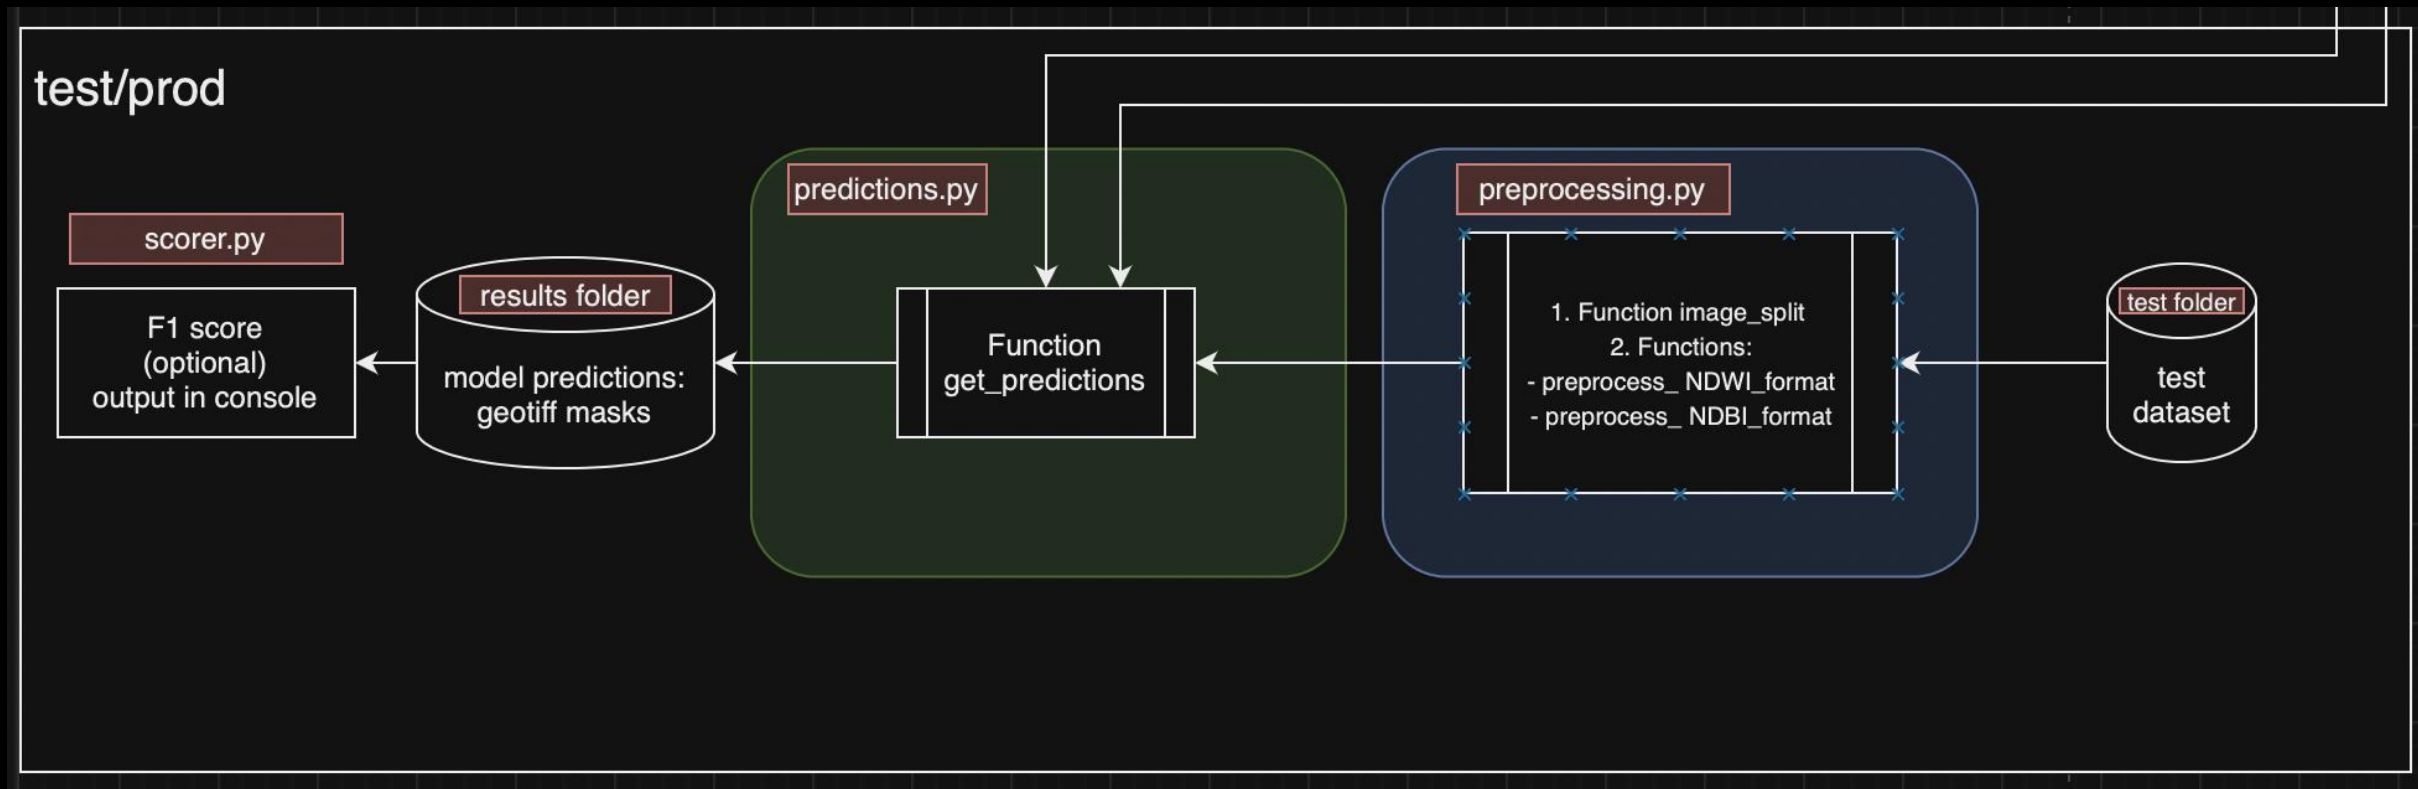 test/prod
scorer.py
F1 score
(optional)
output in console
results folder
model predictions:
geotiff masks
predictions.py
Function
get_predictions
preprocessing.py
1. Function image_split
2. Functions:
- preprocess_ NDWI_format
- preprocess_ NDBI_format
test folder
test
dataset